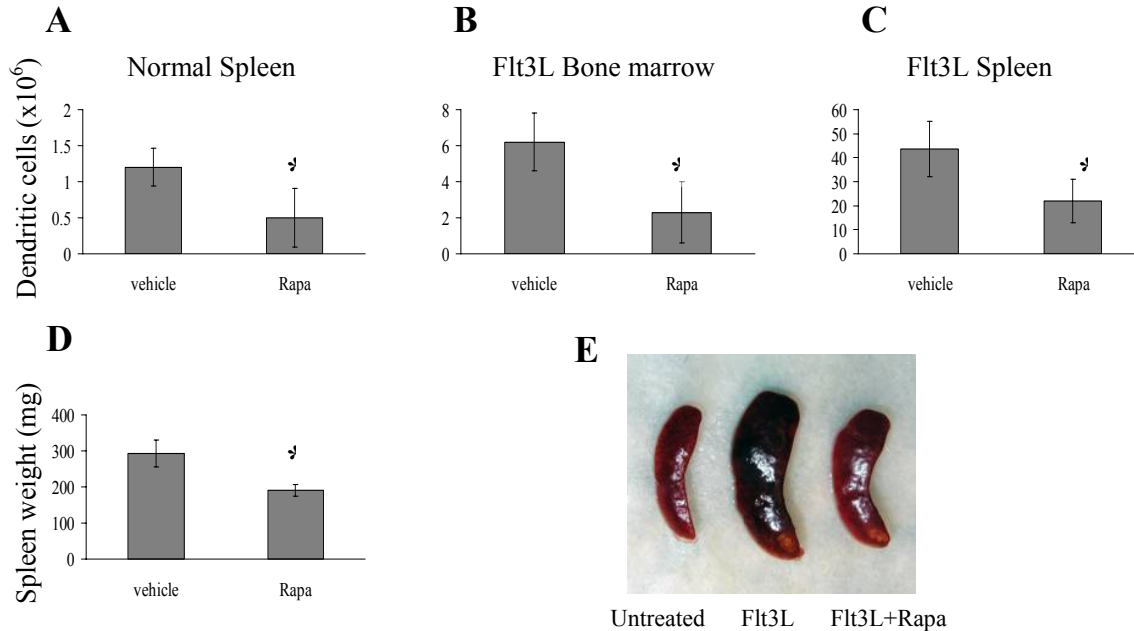 A
B
C
Normal Spleen
Flt3L Bone marrow
Flt3L Spleen
Dendritic cells (x10⁶)
2
1.5
1
0.5
0
*
vehicle
Rapa
8
6
4
2
0
*
vehicle
Rapa
60
50
40
30
20
10
0
*
vehicle
Rapa
D
Spleen weight (mg)
400
300
200
100
0
*
vehicle
Rapa
E
Untreated
Flt3L
Flt3L+Rapa